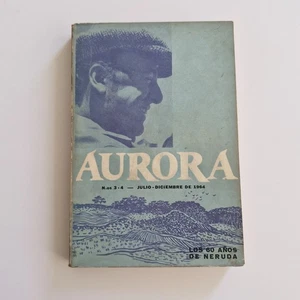 AURORA
N.os 3-4 — JULIO-DICIEMBRE DE 1964
LOS 60 AÑOS
DE NERUDA